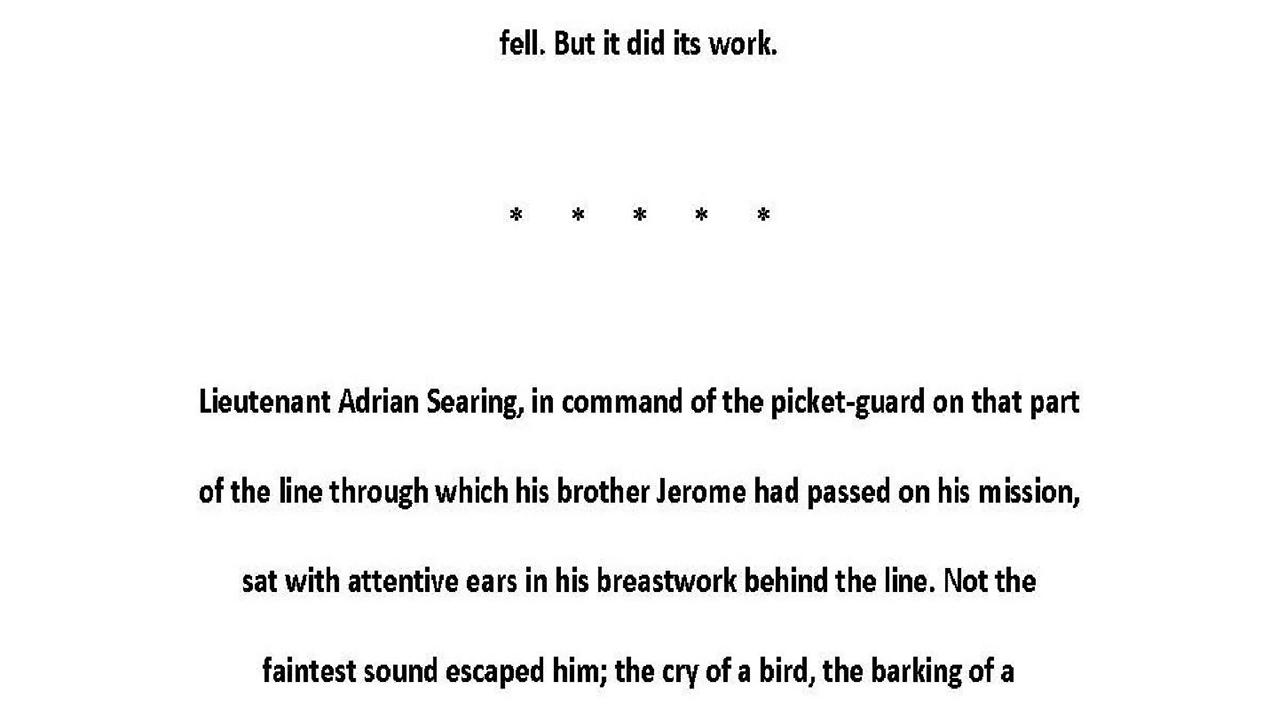 fell. But it did its work.
* * * * *
Lieutenant Adrian Searing, in command of the picket-guard on that part
of the line through which his brother Jerome had passed on his mission,
sat with attentive ears in his breastwork behind the line. Not the
faintest sound escaped him; the cry of a bird, the barking of a